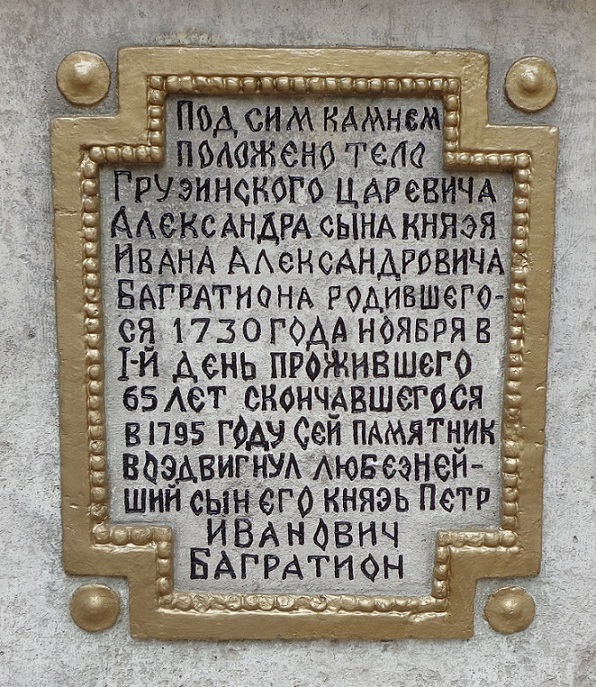 Под сим камнем
положено тело
Грузинского царевича
Александра сына князя
Ивана Александровича
Багратиона родившего-
ся 1730 года ноября в
1-й день прожившего
65 лет скончавшегося
в 1795 году Сей памятник
воздвигнул любезней-
ший сын его князь Петр
Иванович
Багратион